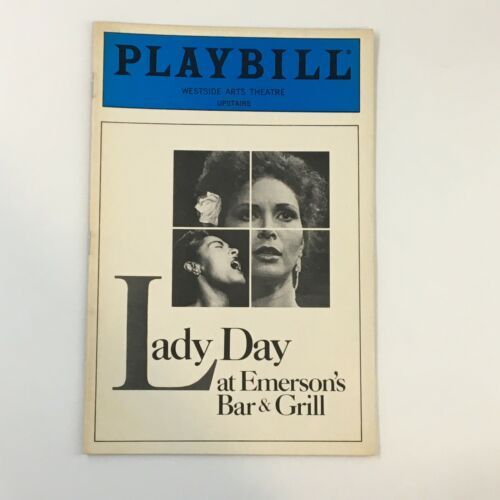 PLAYBILL®
WESTSIDE ARTS THEATRE
UPSTAIRS
Lady Day
at Emerson's
Bar & Grill